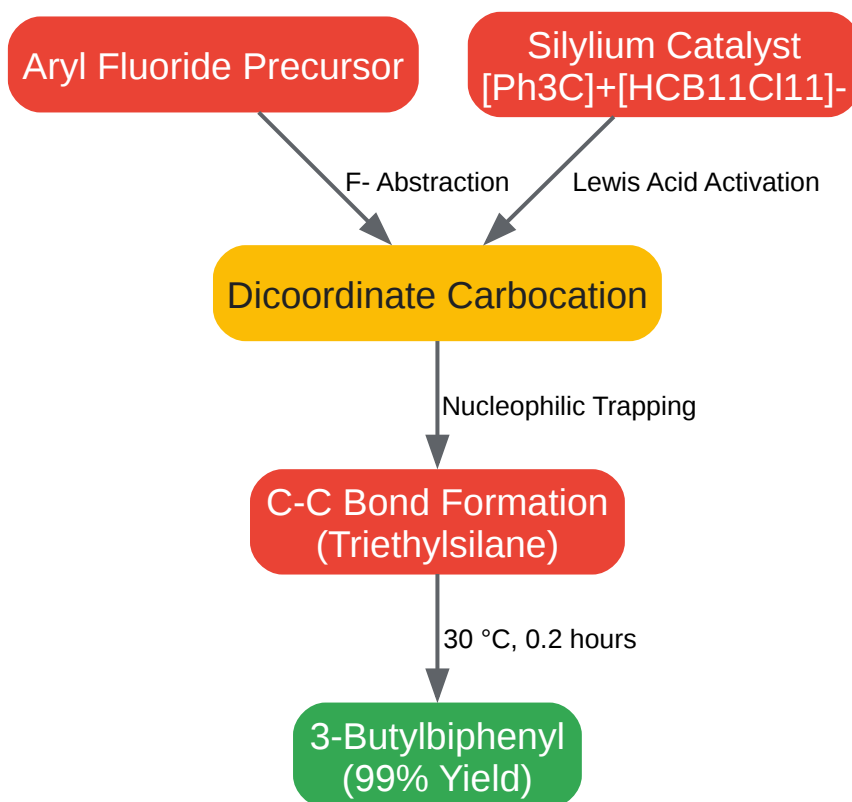 Aryl Fluoride Precursor
Silylium Catalyst
[Ph3C]+[HCB11Cl11]-
F- Abstraction
Lewis Acid Activation
Dicoordinate Carbocation
Nucleophilic Trapping
C-C Bond Formation
(Triethylsilane)
30 °C, 0.2 hours
3-Butylbiphenyl
(99% Yield)